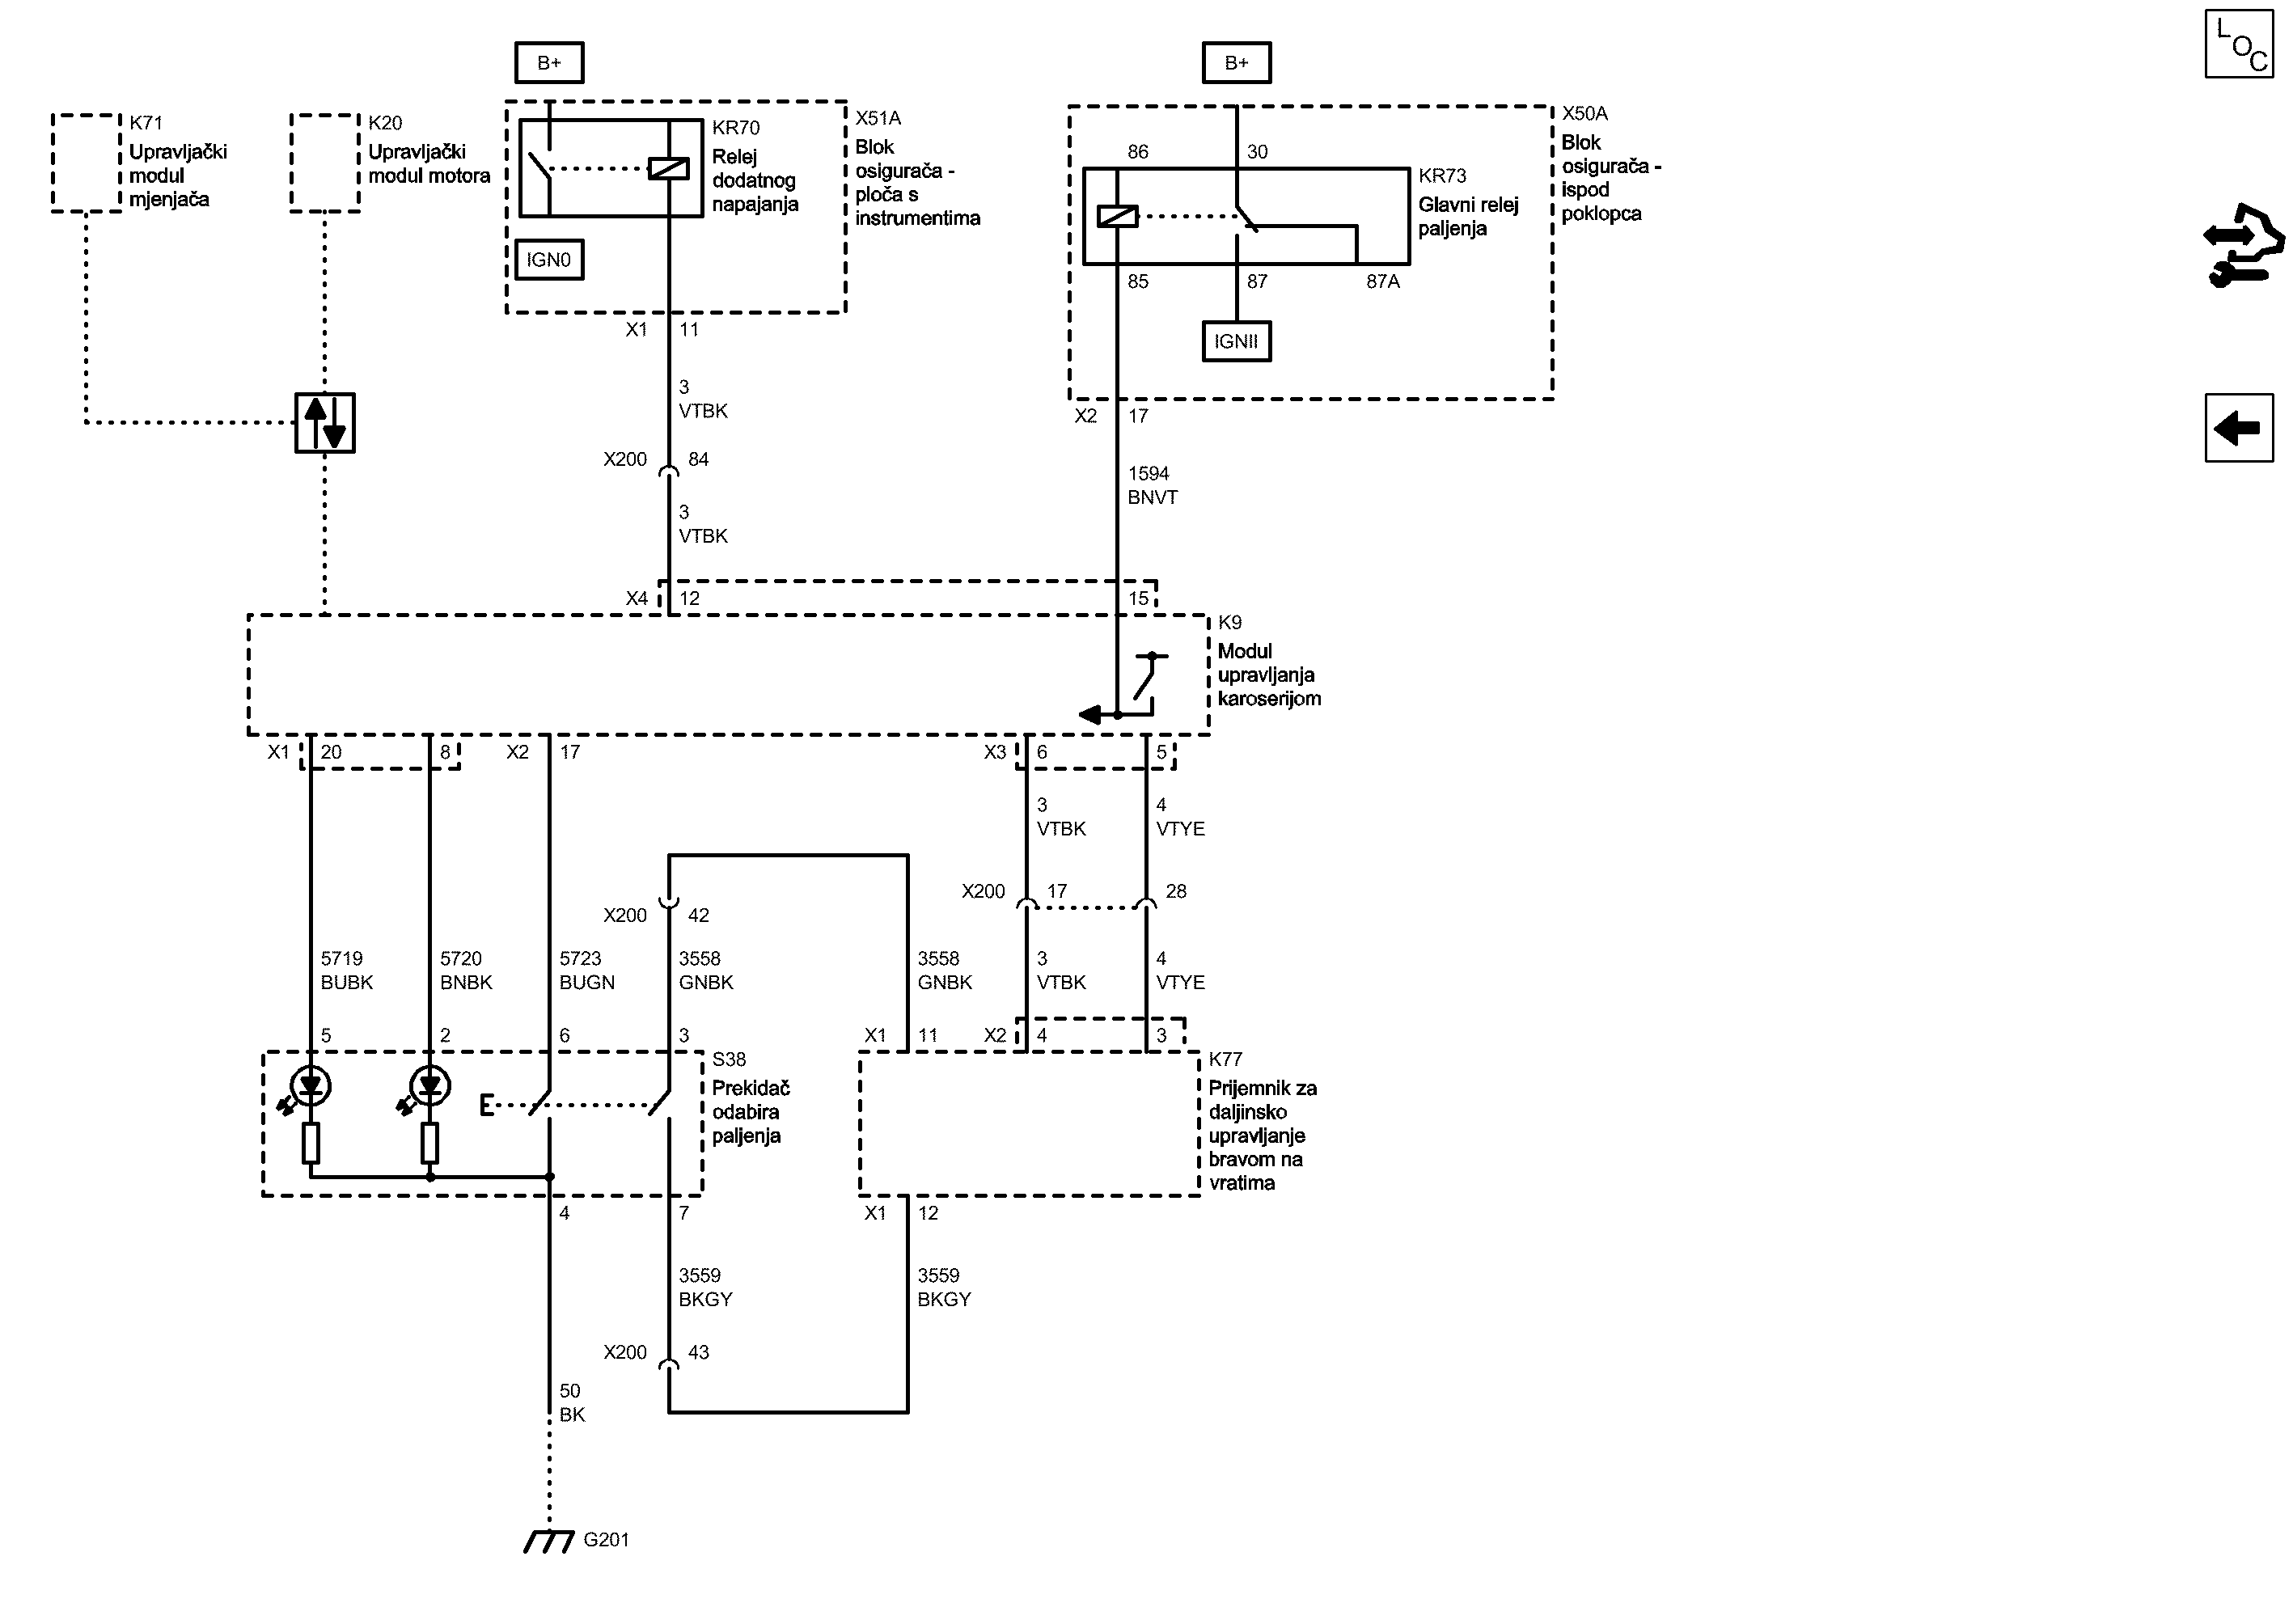 LOC
B+
B+
K71
Upravljački
modul
mjenjača
K20
Upravljački
modul motora
KR70
Relej
dodatnog
napajanja
IGN0
X51A
Blok
osigurača -
ploča s
instrumentima
X1 11
86 30
KR73
Glavni relej
paljenja
85 87 87A
IGNII
X50A
Blok
osigurača -
ispod
poklopca
X2 17
3
VTBK
X200 84
3
VTBK
1594
BNVT
X4 12 15
K9
Modul
upravljanja
karoserijom
X1 20 8 X2 17 X3 6 5
3
VTBK
4
VTYE
X200 17 28
X200 42
5719
BUBK
5720
BNBK
5723
BUGN
3558
GNBK
3558
GNBK
3
VTBK
4
VTYE
5 2 6 3 X1 11 X2 4 3
S38
Prekidač
odabira
paljenja
K77
Prijemnik za
daljinsko
upravljanje
bravom na
vratima
4 7 X1 12
3559
BKGY
3559
BKGY
X200 43
50
BK
G201